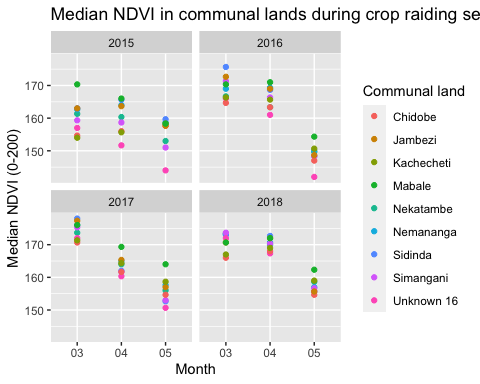 Median NDVI in communal lands during crop raiding se
2015
2016
170
160
150
2017
2018
170
160
150
03
04
05
03
04
05
Month
Median NDVI (0-200)
Communal land
Chidobe
Jambezi
Kachecheti
Mabale
Nekatambe
Nemananga
Sidinda
Simangani
Unknown 16